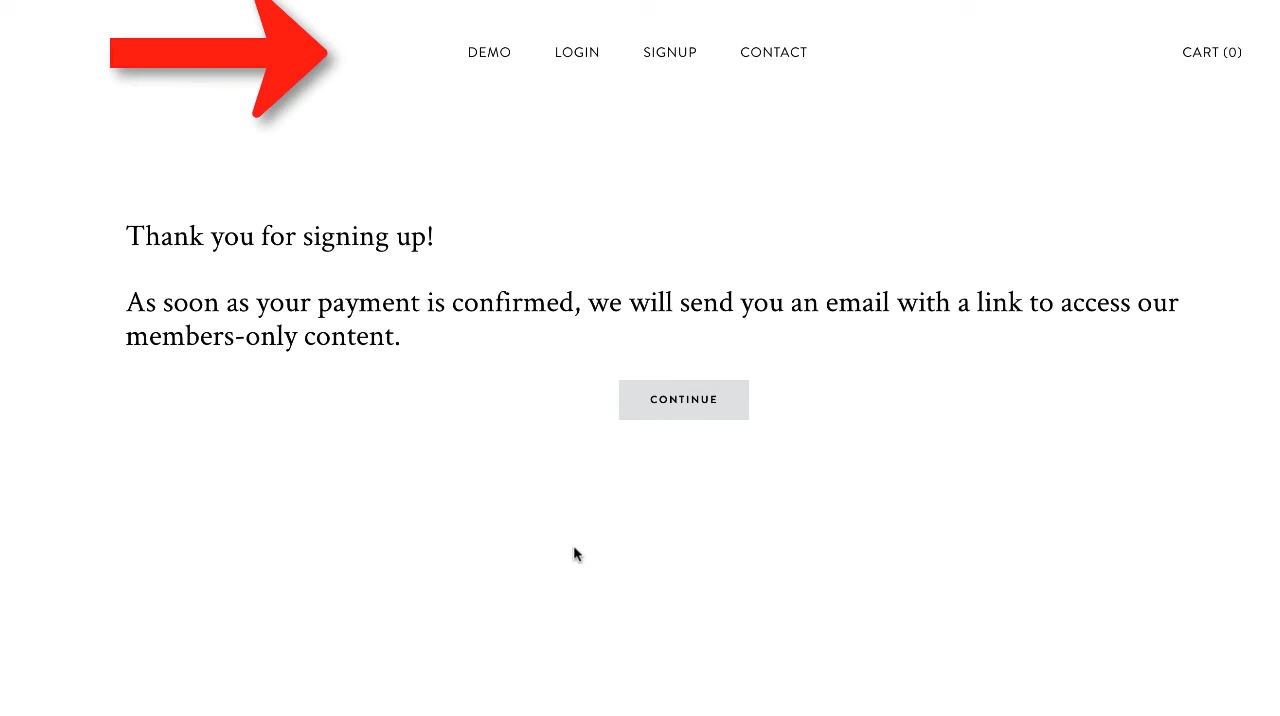 DEMO LOGIN SIGNUP CONTACT CART (0)
Thank you for signing up!
As soon as your payment is confirmed, we will send you an email with a link to access our
members-only content.
CONTINUE